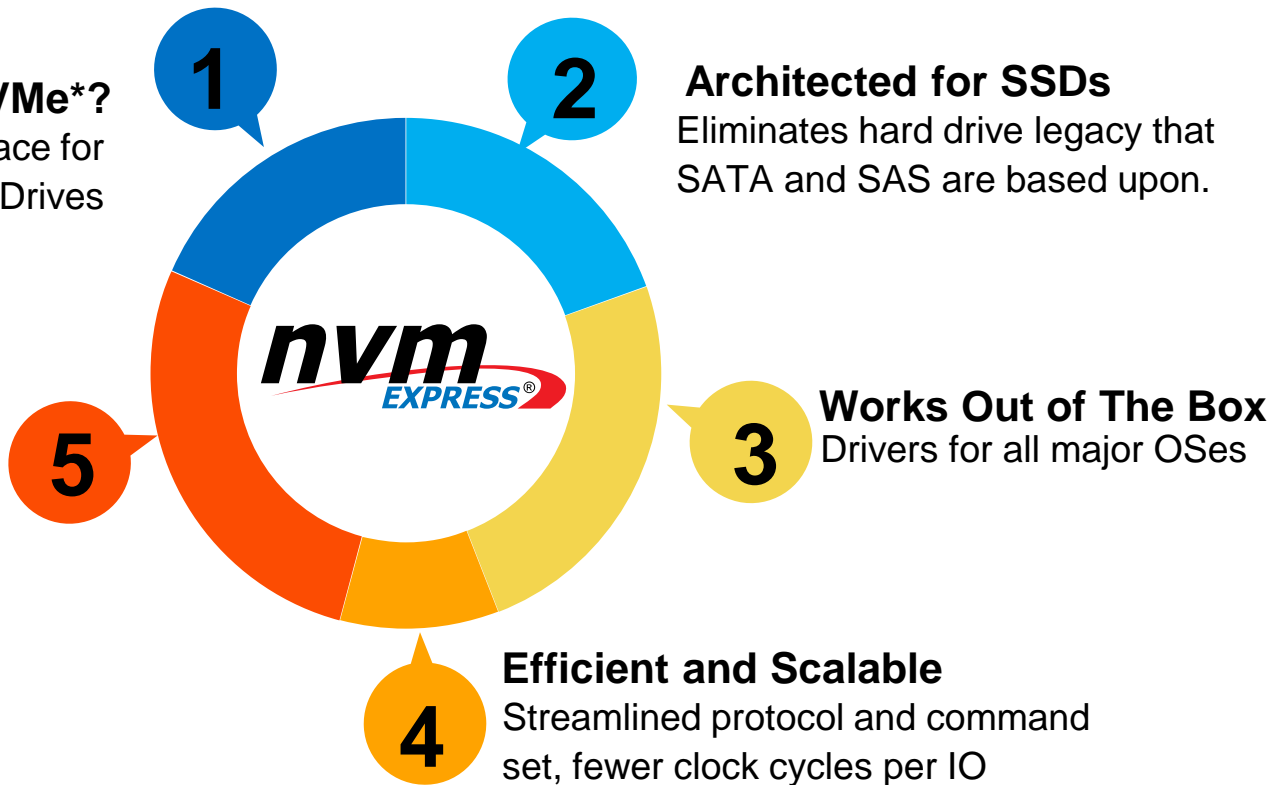 1
VMe*?
ace for
Drives
2
Architected for SSDs
Eliminates hard drive legacy that
SATA and SAS are based upon.
nvm
EXPRESS®
3
Works Out of The Box
Drivers for all major OSes
5
4
Efficient and Scalable
Streamlined protocol and command
set, fewer clock cycles per IO